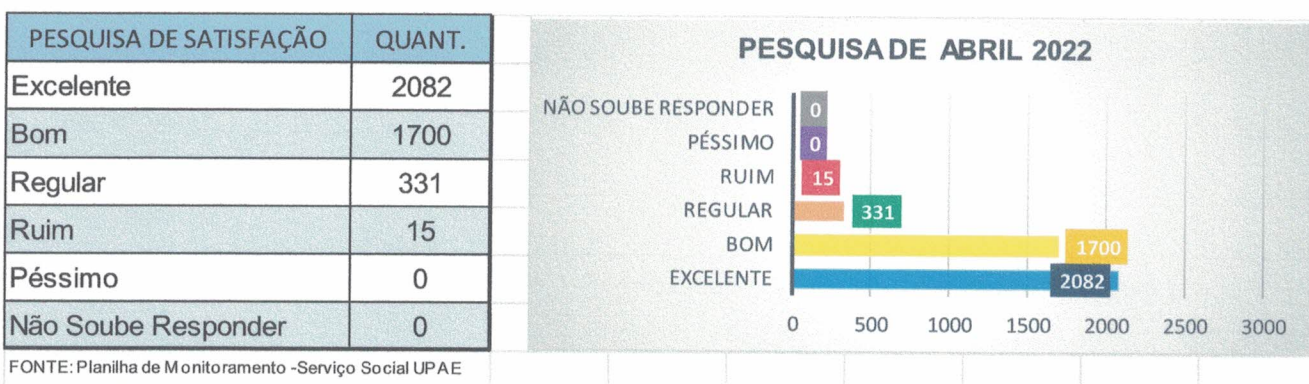 PESQUISA DE SATISFAÇÃO QUANT.
Excelente 2082
Bom 1700
Regular 331
Ruim 15
Péssimo 0
Não Soube Responder 0
FONTE: Planilha de Monitoramento -Serviço Social UPAE
PESQUISA DE ABRIL 2022
NÃO SOUBE RESPONDER 0
PÉSSIMO 0
RUIM 15
REGULAR 331
BOM 1700
EXCELENTE 2082
0 500 1000 1500 2000 2500 3000